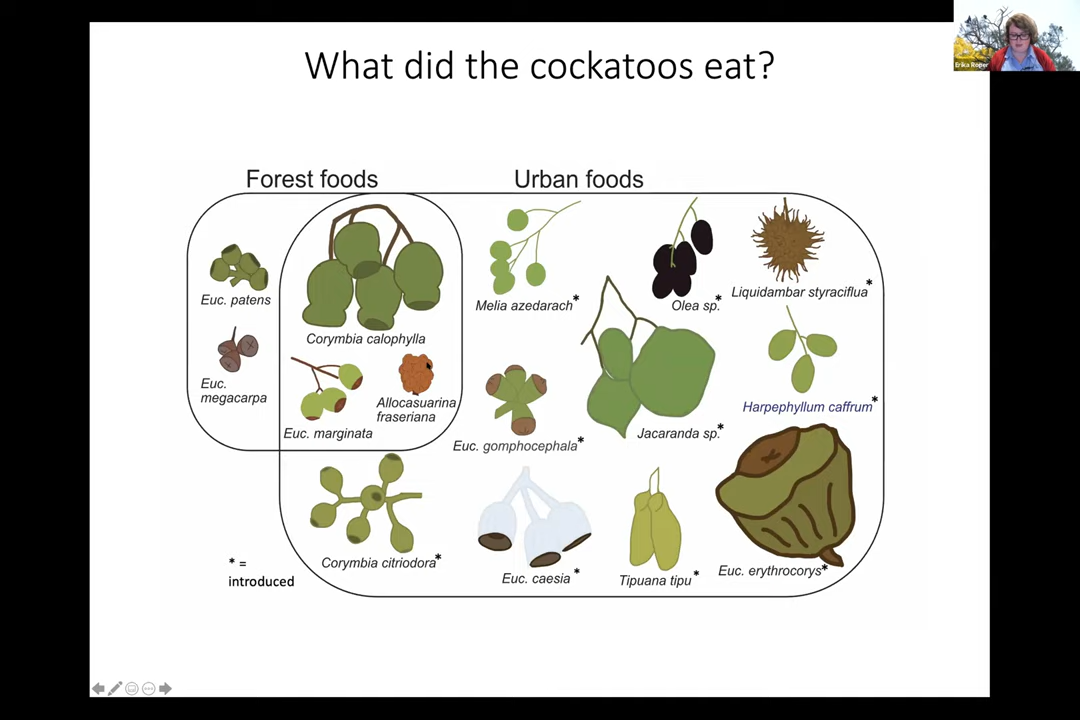 What did the cockatoos eat?
Erika Roper
Forest foods
Urban foods
Euc. patens
Euc.
megacarpa
Corymbia calophylla
Euc. marginata
Allocasuarina
fraseriana
Melia azedarach*
Olea sp.*
Liquidambar styraciflua*
Euc. gomphocephala*
Jacaranda sp.*
Harpephyllum caffrum*
Corymbia citriodora*
Euc. caesia*
Tipuana tipu*
Euc. erythrocorys*
* =
introduced